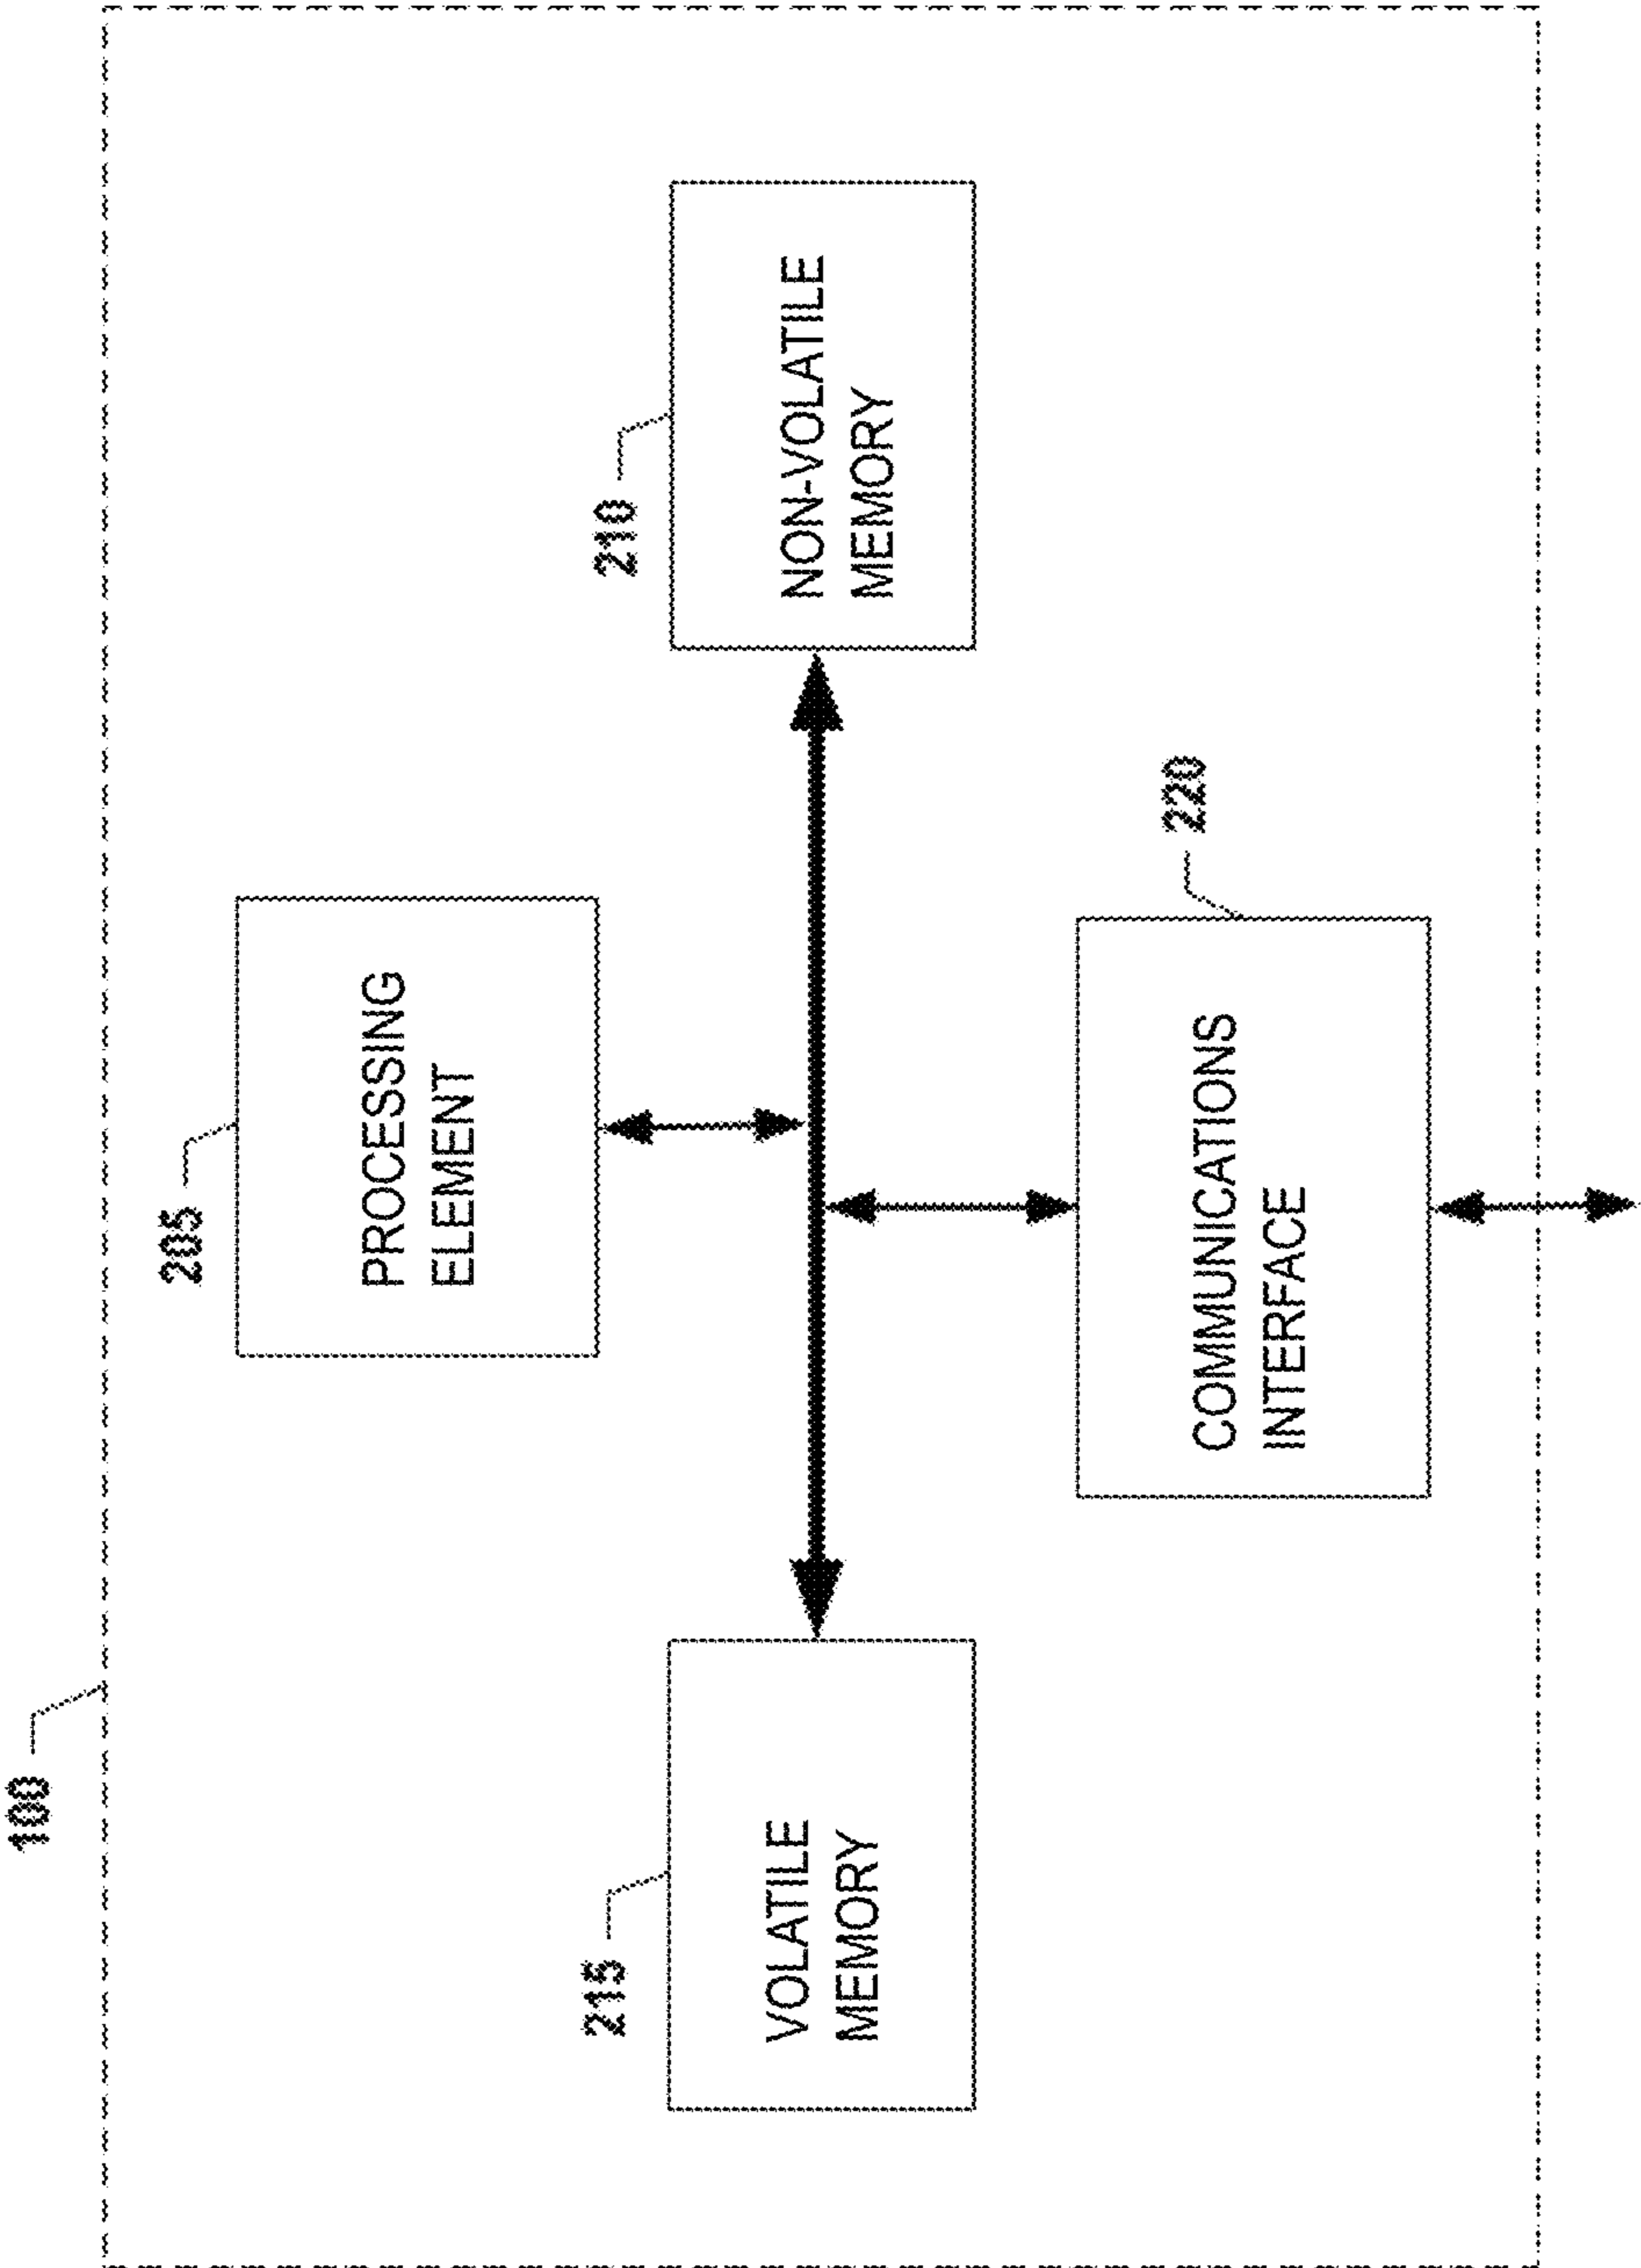 100
205
PROCESSING
ELEMENT
215
VOLATILE
MEMORY
210
NON-VOLATILE
MEMORY
220
COMMUNICATIONS
INTERFACE